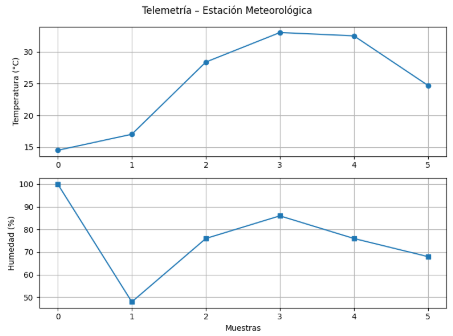 Telemetría – Estación Meteorológica
Temperatura (°C)
30
25
20
15
0 1 2 3 4 5
Humedad (%)
100
90
80
70
60
50
0 1 2 3 4 5
Muestras